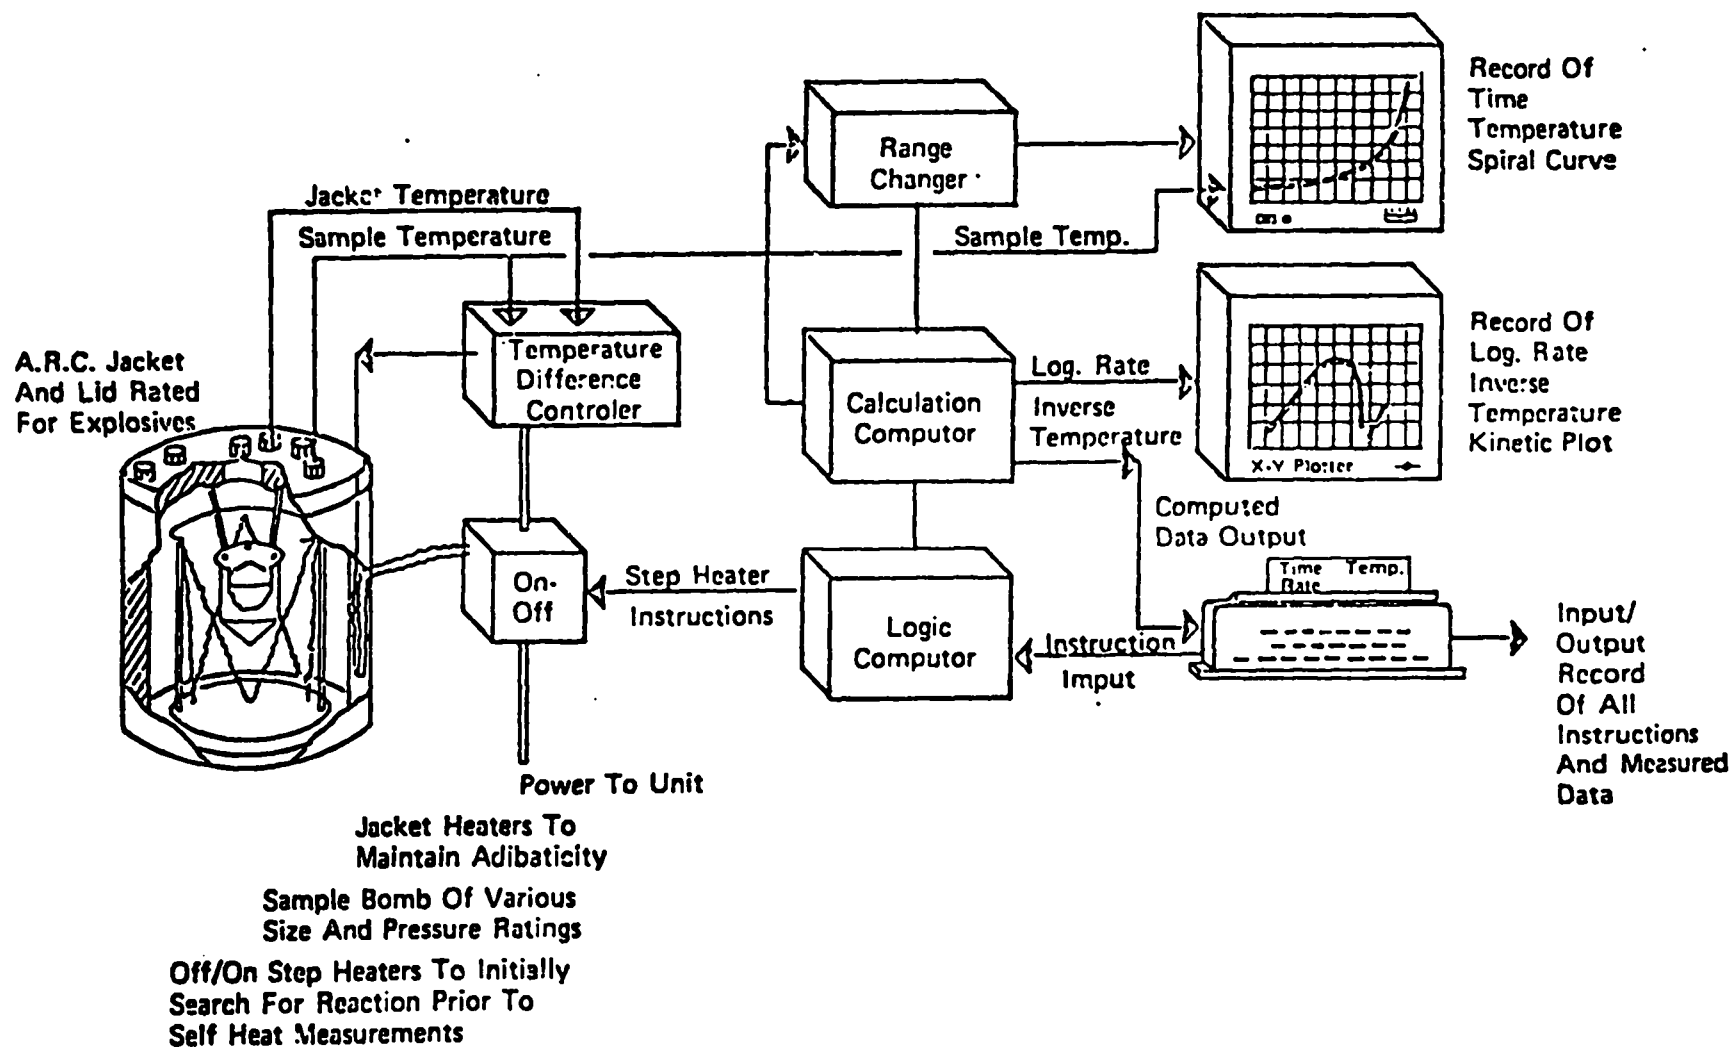 Record Of
Time
Temperature
Spiral Curve
Range
Changer
Jacket Temperature
Sample Temperature
Sample Temp.
A.R.C. Jacket
And Lid Rated
For Explosives
Temperature
Difference
Controler
Calculation
Computor
Log. Rate
Inverse
Temperature
X-Y Plotter
Record Of
Log. Rate
Inverse
Temperature
Kinetic Plot
Computed
Data Output
On-
Off
Step Heater
Instructions
Logic
Computor
Instruction
Imput
Time Temp.
Rate
Input/
Output
Record
Of All
Instructions
And Measured
Data
Power To Unit
Jacket Heaters To
Maintain Adibaticity
Sample Bomb Of Various
Size And Pressure Ratings
Off/On Step Heaters To Initially
Search For Reaction Prior To
Self Heat Measurements